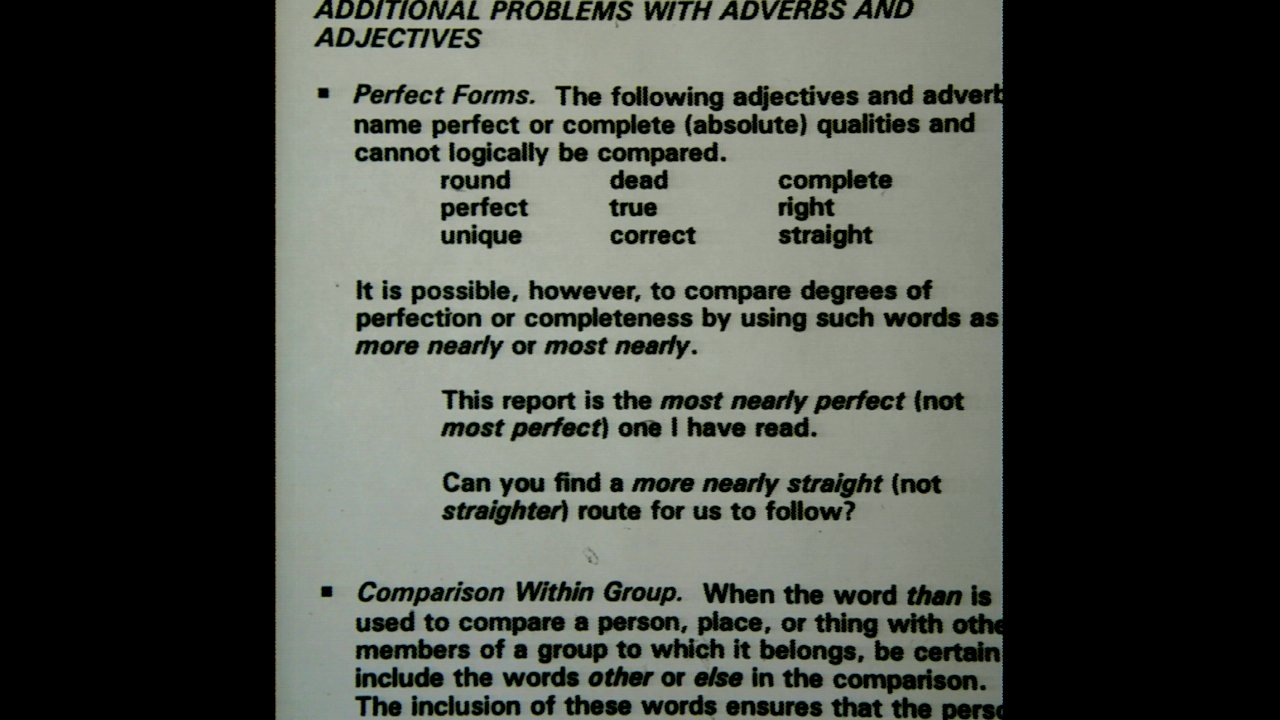 ADDITIONAL PROBLEMS WITH ADVERBS AND
ADJECTIVES
▪ Perfect Forms. The following adjectives and adverb
name perfect or complete (absolute) qualities and
cannot logically be compared.
round dead complete
perfect true right
unique correct straight
It is possible, however, to compare degrees of
perfection or completeness by using such words as
more nearly or most nearly.
This report is the most nearly perfect (not
most perfect) one I have read.
Can you find a more nearly straight (not
straighter) route for us to follow?
▪ Comparison Within Group. When the word than is
used to compare a person, place, or thing with othe
members of a group to which it belongs, be certain
include the words other or else in the comparison.
The inclusion of these words ensures that the perso